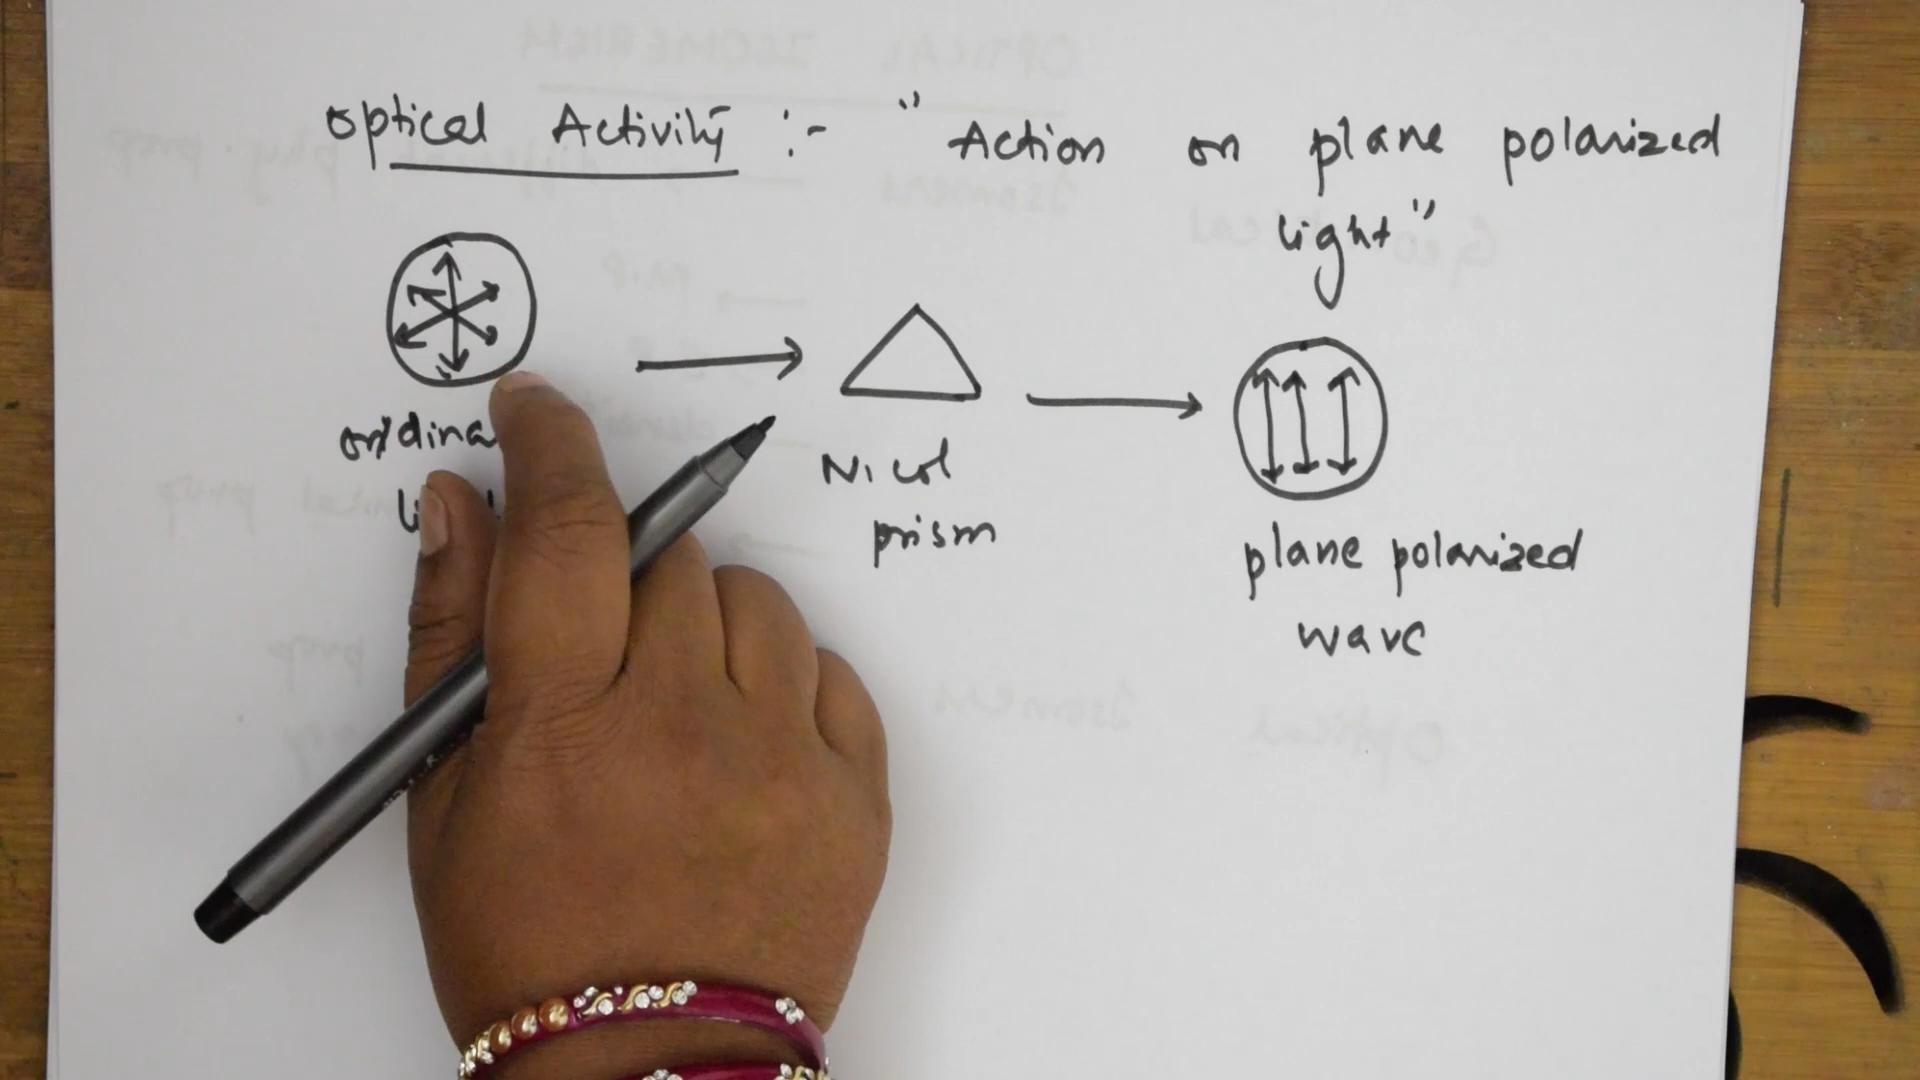 Optical Activity :- " Action on plane polarized
light"
Nicol
prism
plane polarized
wave